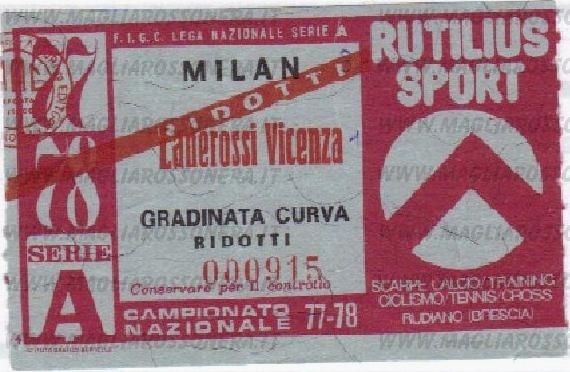 F.I.G.C. LEGA NAZIONALE SERIE A
77
78
SERIE
A
MILAN
RIDOTTI
Lanerossi Vicenza
GRADINATA CURVA
RIDOTTI
000915
Conservare per il controllo
CAMPIONATO
NAZIONALE 77-78
RUTILIUS
SPORT
SCARPE CALCIO/TRAINING
CICLISMO/TENNIS/CROSS
RUDIANO (BRESCIA)
WWW.MAGLIAROSSONERA.IT